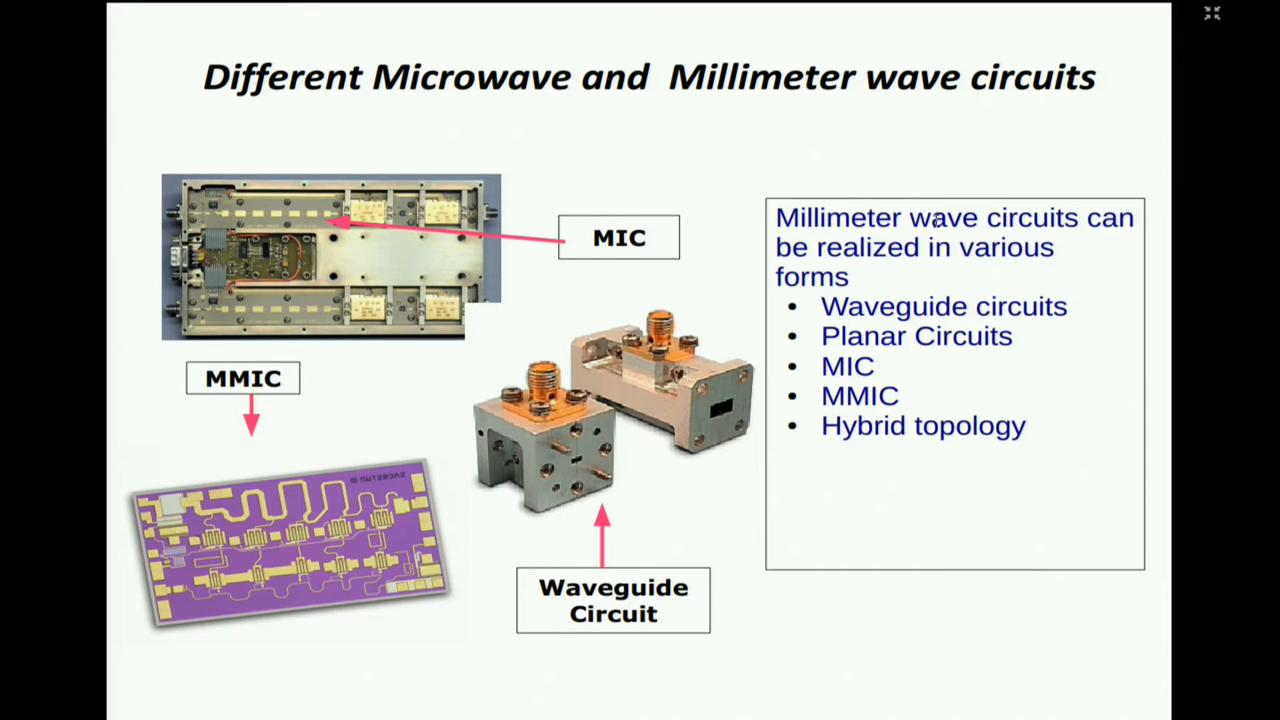 Different Microwave and Millimeter wave circuits
MIC
Millimeter wave circuits can
be realized in various
forms
• Waveguide circuits
• Planar Circuits
• MIC
• MMIC
• Hybrid topology
MMIC
Waveguide
Circuit